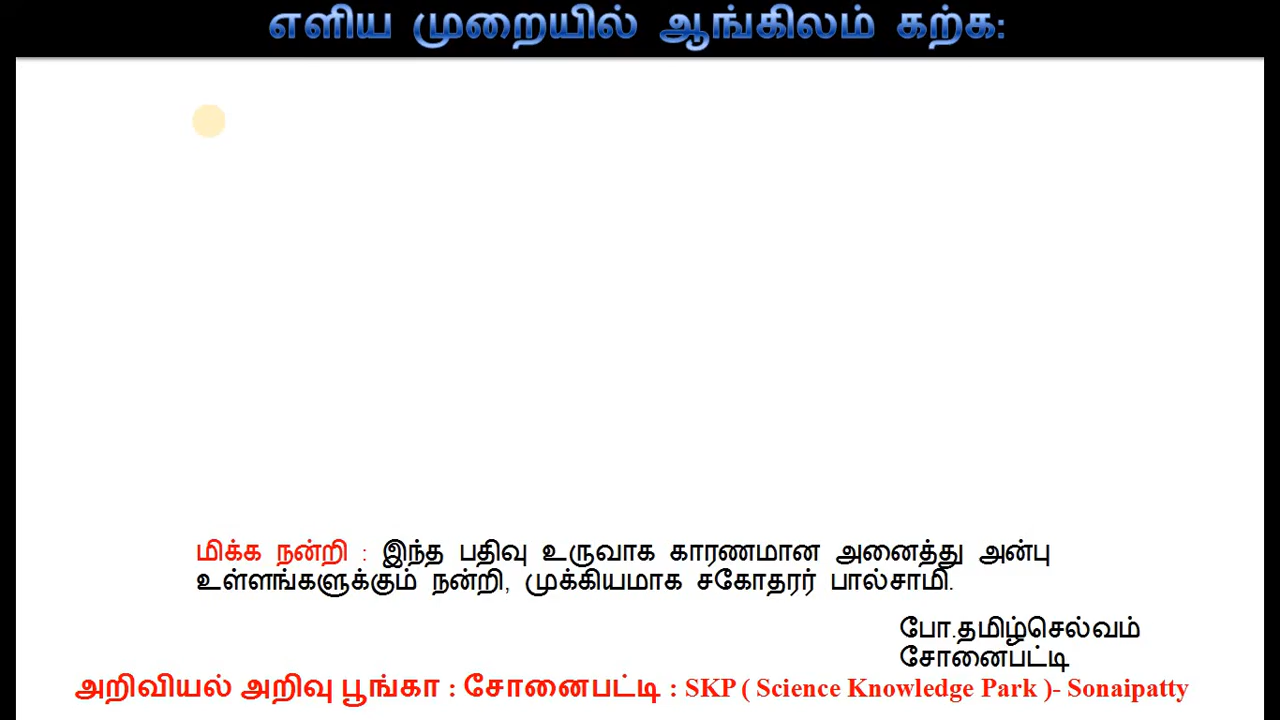 எளிய முறையில் ஆங்கிலம் கற்க:
மிக்க நன்றி : இந்த பதிவு உருவாக காரணமான அனைத்து அன்பு
உள்ளங்களுக்கும் நன்றி, முக்கியமாக சகோதரர் பால்சாமி.
போ.தமிழ்செல்வம்
சோனைபட்டி
அறிவியல் அறிவு பூங்கா : சோனைபட்டி : SKP ( Science Knowledge Park )- Sonaipatty